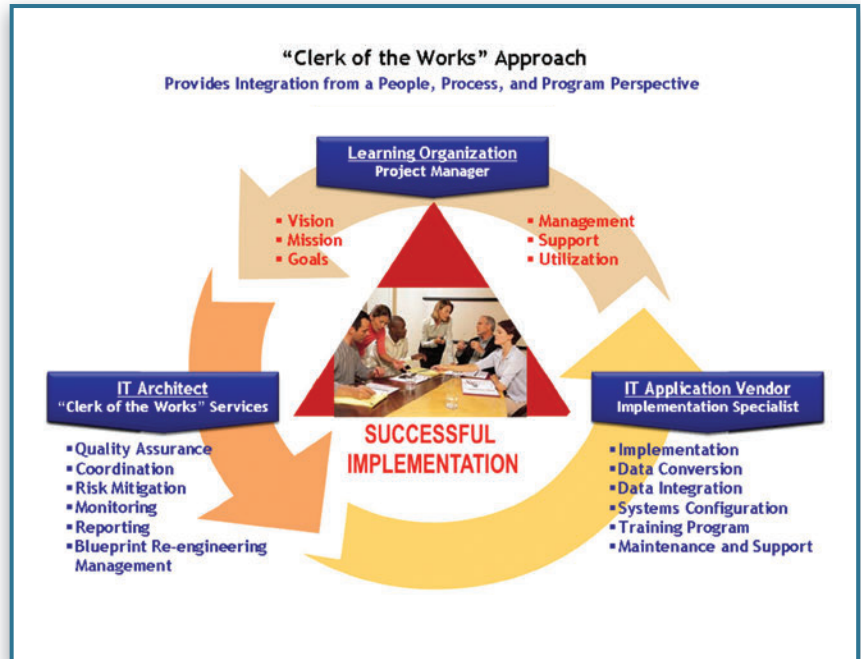 “Clerk of the Works” Approach
Provides Integration from a People, Process, and Program Perspective
Learning Organization
Project Manager
▪ Vision
▪ Mission
▪ Goals
▪ Management
▪ Support
▪ Utilization
IT Architect
“Clerk of the Works” Services
▪Quality Assurance
▪Coordination
▪Risk Mitigation
▪Monitoring
▪Reporting
▪Blueprint Re-engineering
Management
SUCCESSFUL
IMPLEMENTATION
IT Application Vendor
Implementation Specialist
▪Implementation
▪Data Conversion
▪Data Integration
▪Systems Configuration
▪Training Program
▪Maintenance and Support